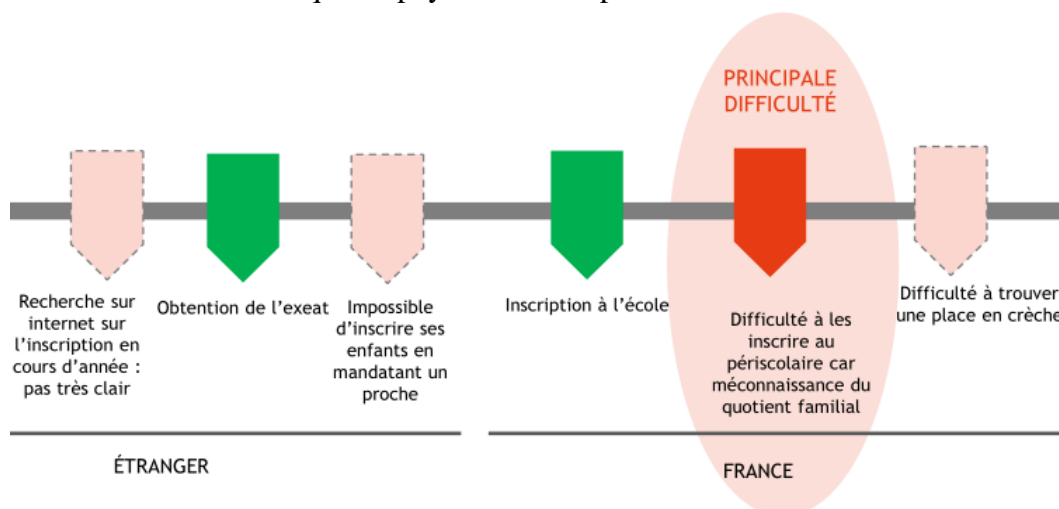 PRINCIPALE
DIFFICULTÉ
Recherche sur
internet sur
l’inscription en
cours d’année :
pas très clair
Obtention de l’exeat
Impossible
d’inscrire ses
enfants en
mandatant un
proche
Inscription à l’école
Difficulté à les
inscrire au
périscolaire car
méconnaissance du
quotient familial
Difficulté à trouver
une place en crèche
ÉTRANGER
FRANCE